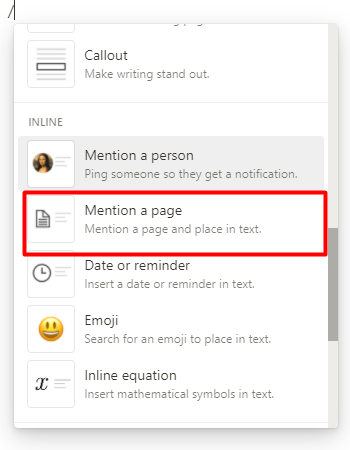 /
Callout
Make writing stand out.
INLINE
Mention a person
Ping someone so they get a notification.
Mention a page
Mention a page and place in text.
Date or reminder
Insert a date or reminder in text.
Emoji
Search for an emoji to place in text.
Inline equation
x
Insert mathematical symbols in text.